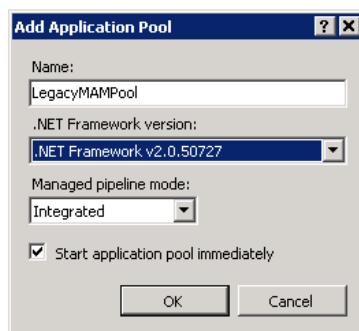 Add Application Pool
Name:
LegacyMAMPool
.NET Framework version:
.NET Framework v2.0.50727
Managed pipeline mode:
Integrated
Start application pool immediately
OK Cancel